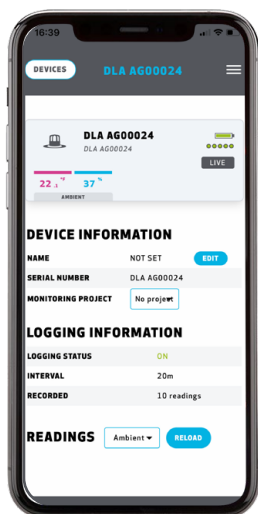 16:39
DEVICES
DLA AG00024
DLA AG00024
DLA AG00024
LIVE
22.3 °F
37 %
AMBIENT
DEVICE INFORMATION
NAME NOT SET EDIT
SERIAL NUMBER DLA AG00024
MONITORING PROJECT No project
LOGGING INFORMATION
LOGGING STATUS ON
INTERVAL 20m
RECORDED 10 readings
READINGS Ambient RELOAD